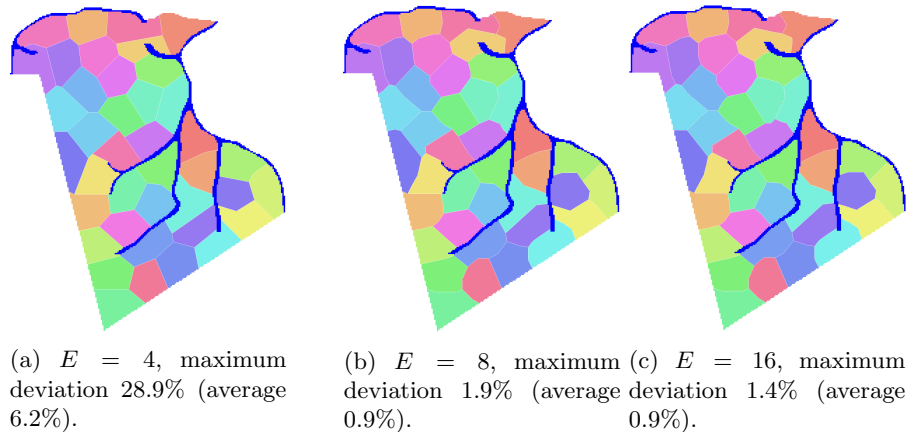 (a) E = 4, maximum
deviation 28.9% (average
6.2%).
(b) E = 8, maximum
deviation 1.9% (average
0.9%).
(c) E = 16, maximum
deviation 1.4% (average
0.9%).